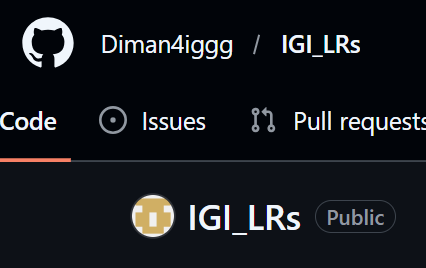 Diman4iggg / IGI_LRs
Code Issues Pull requests
IGI_LRs Public